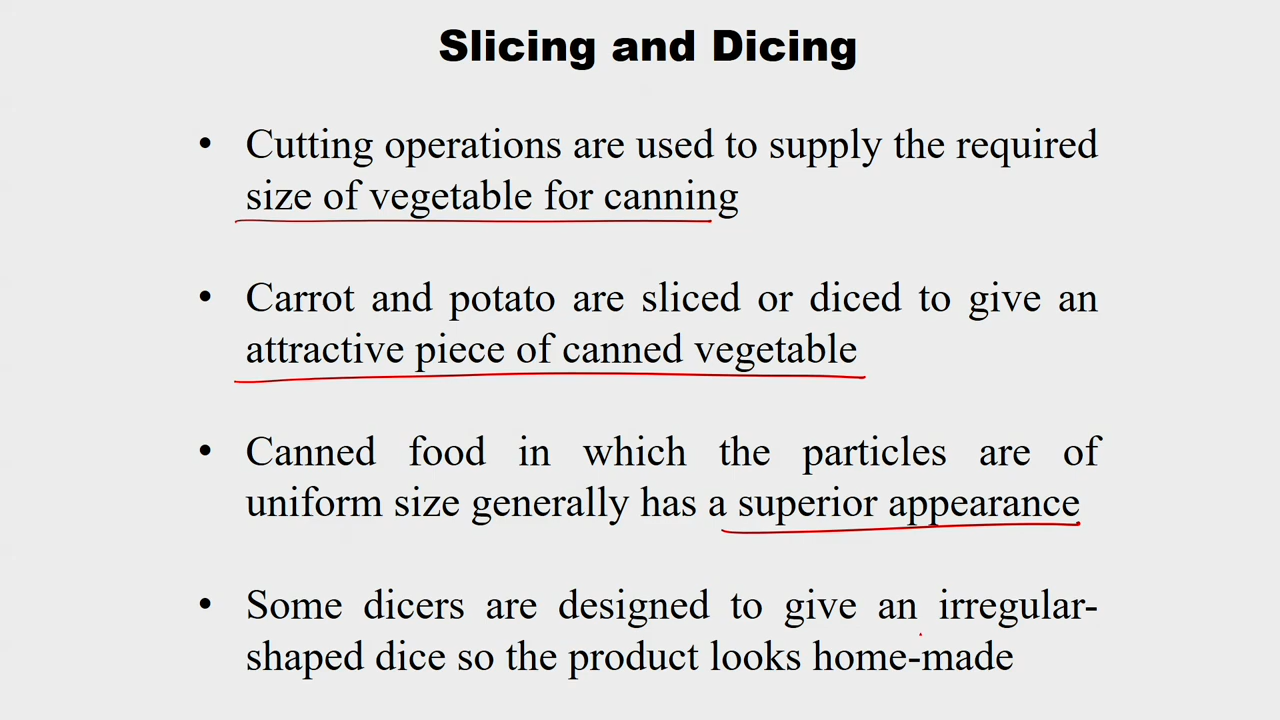 Slicing and Dicing
• Cutting operations are used to supply the required
size of vegetable for canning
• Carrot and potato are sliced or diced to give an
attractive piece of canned vegetable
• Canned food in which the particles are of
uniform size generally has a superior appearance
• Some dicers are designed to give an irregular-
shaped dice so the product looks home-made